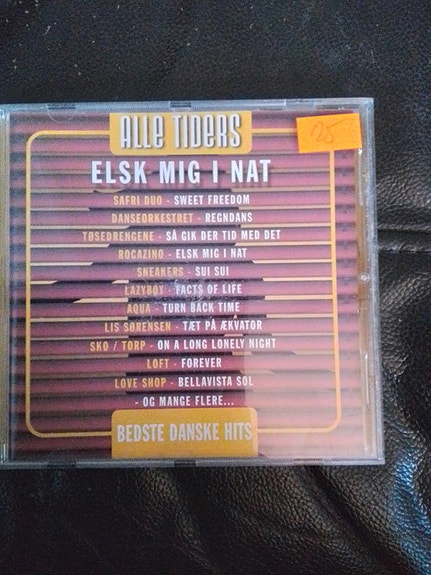 ALLE TIDERS
25
ELSK MIG I NAT
SAFRI DUO - SWEET FREEDOM
DANSEORKESTRET - REGNDANS
TØSEDRENGENE - SÅ GIK DER TID MED DET
ROCAZINO - ELSK MIG I NAT
SNEAKERS - SUI SUI
LAZYBOY - FACTS OF LIFE
AQUA - TURN BACK TIME
LIS SØRENSEN - TÆT PÅ ÆKVATOR
SKO / TORP - ON A LONG LONELY NIGHT
LOFT - FOREVER
LOVE SHOP - BELLAVISTA SOL
- OG MANGE FLERE...
BEDSTE DANSKE HITS